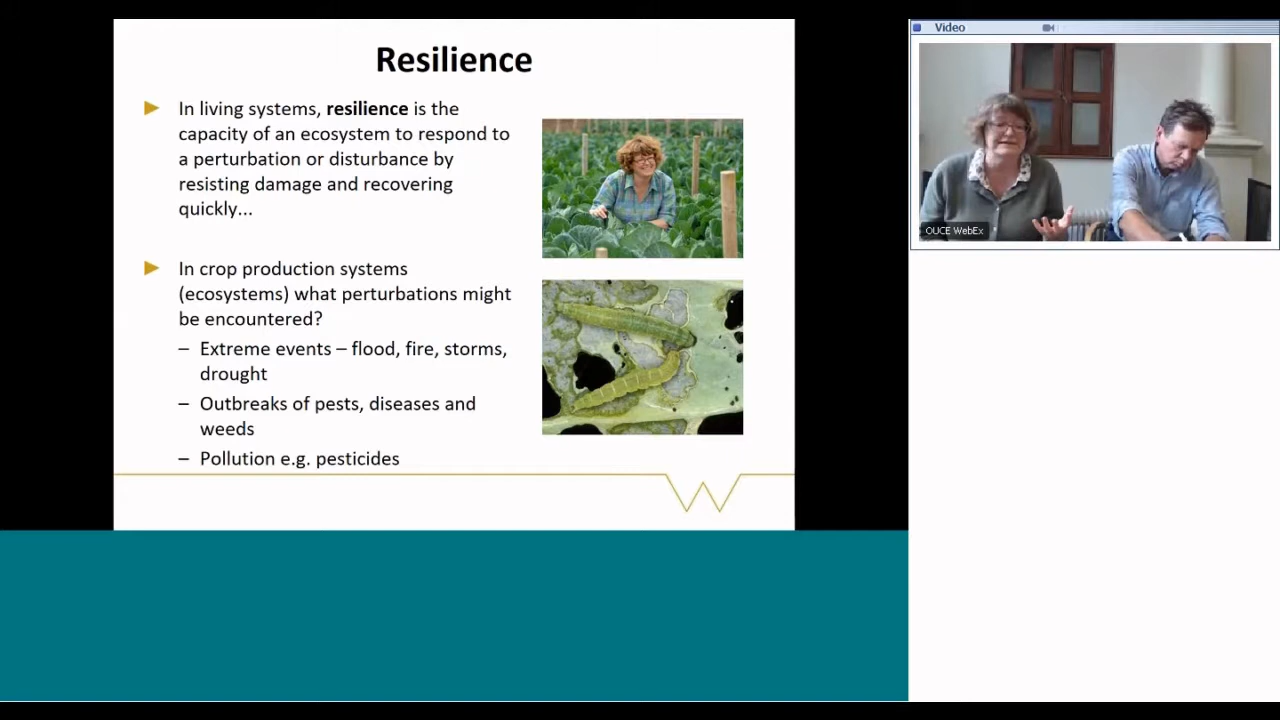 Resilience
► In living systems, resilience is the
capacity of an ecosystem to respond to
a perturbation or disturbance by
resisting damage and recovering
quickly...
► In crop production systems
(ecosystems) what perturbations might
be encountered?
– Extreme events – flood, fire, storms,
drought
– Outbreaks of pests, diseases and
weeds
– Pollution e.g. pesticides
Video
OUCE WebEx